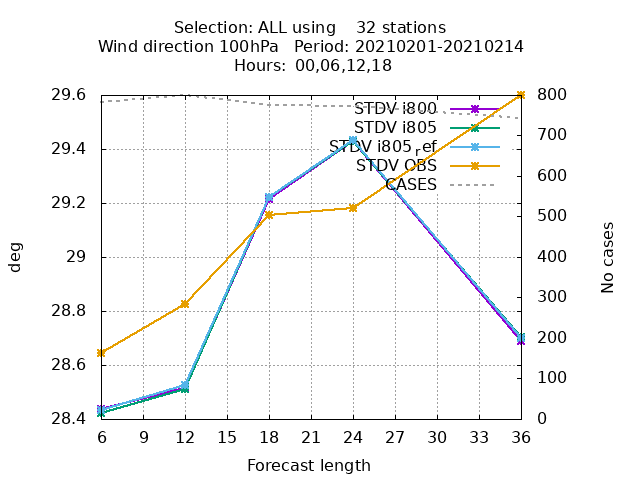 Selection: ALL using    32 stations
Wind direction 100hPa   Period: 20210201-20210214
Hours: 00,06,12,18
29.6
29.4
29.2
29
28.8
28.6
28.4
800
700
600
500
400
300
200
100
0
STDV i800
STDV i805
STDV i805ref
STDV OBS
CASES
deg
No cases
6 9 12 15 18 21 24 27 30 33 36
Forecast length